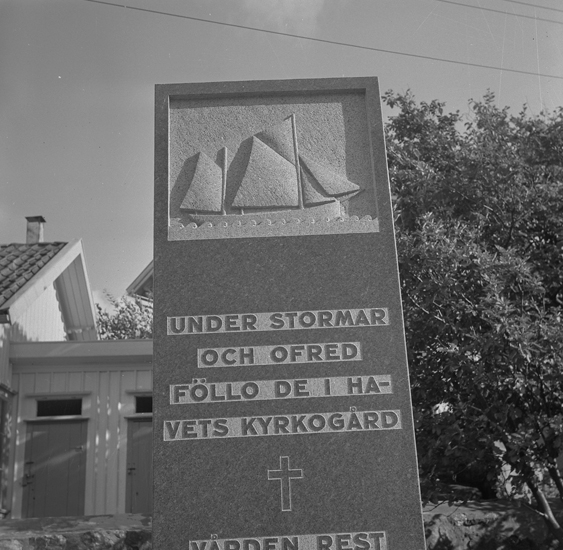 UNDER STORMAR
OCH OFRED
FÖLLO DE I HA-
VETS KYRKOGÅRD
VÅRDEN REST